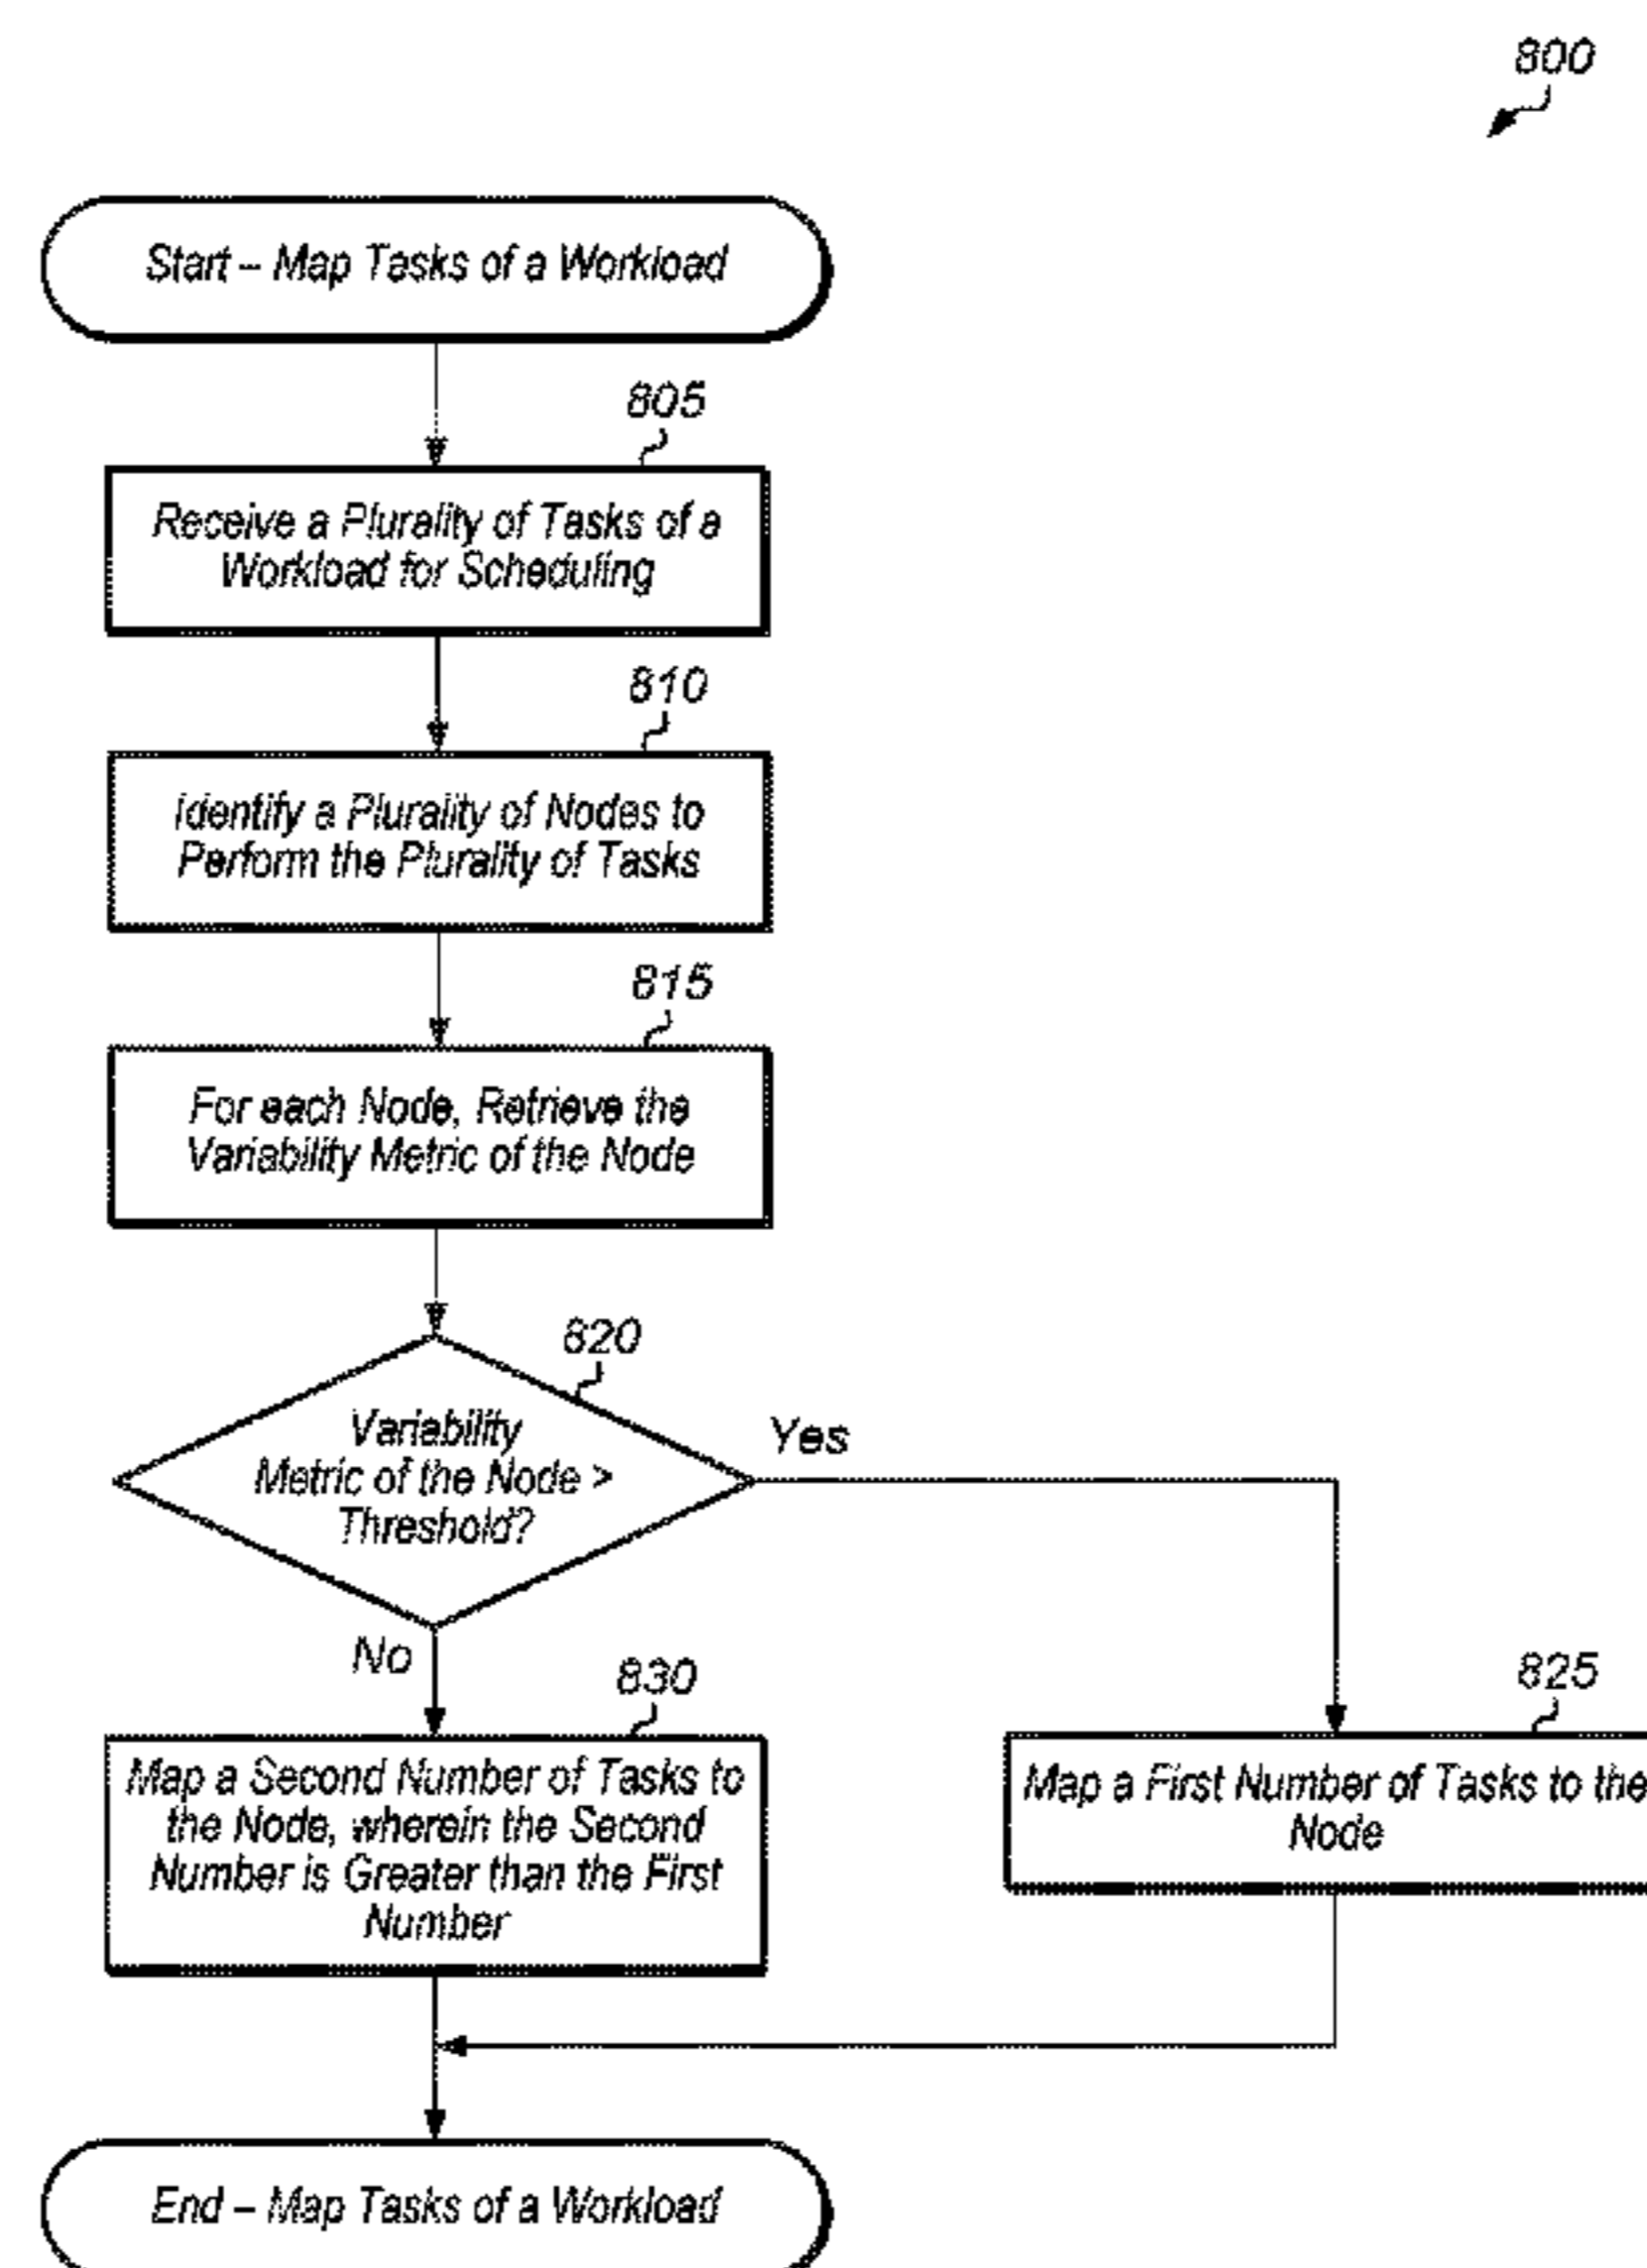 800
Start – Map Tasks of a Workload
805
Receive a Plurality of Tasks of a
Workload for Scheduling
810
Identify a Plurality of Nodes to
Perform the Plurality of Tasks
815
For each Node, Retrieve the
Variability Metric of the Node
820
Variability
Metric of the Node >
Threshold?
Yes
No
830
Map a Second Number of Tasks to
the Node, wherein the Second
Number is Greater than the First
Number
825
Map a First Number of Tasks to the
Node
End – Map Tasks of a Workload